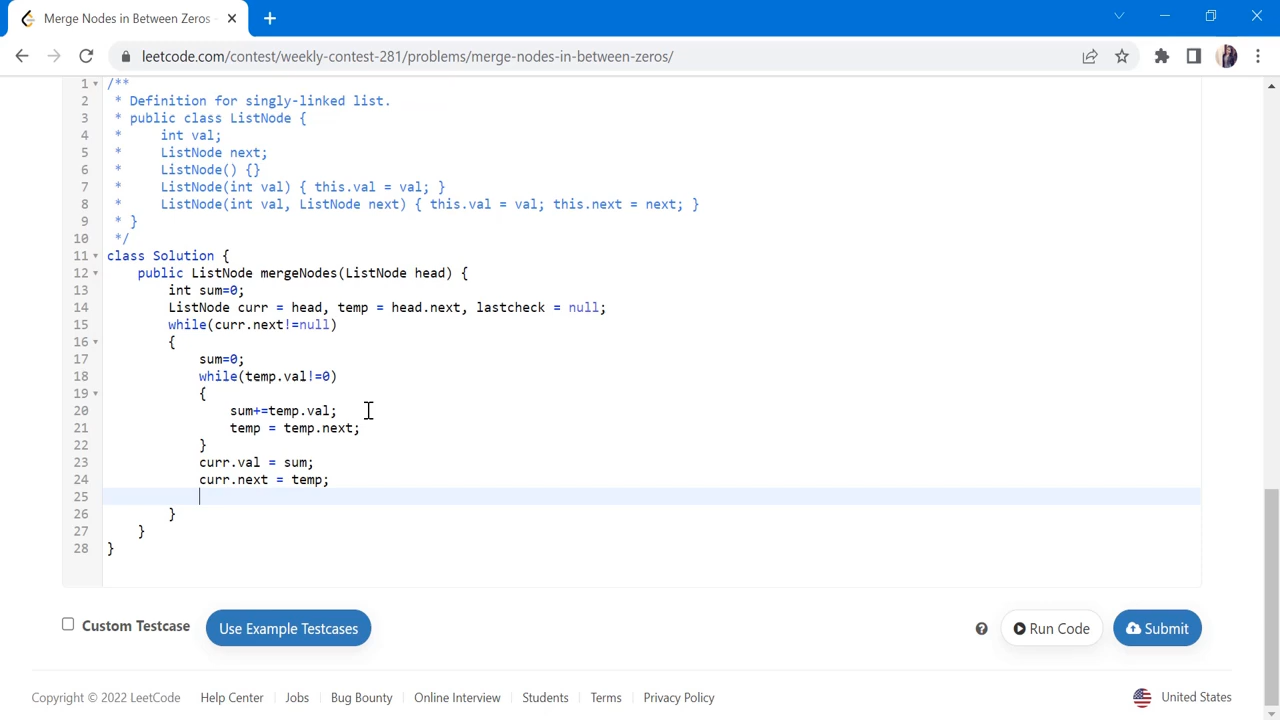 Merge Nodes in Between Zeros
leetcode.com/contest/weekly-contest-281/problems/merge-nodes-in-between-zeros/
1 /**
2 * Definition for singly-linked list.
3 * public class ListNode {
4 * int val;
5 * ListNode next;
6 * ListNode() {}
7 * ListNode(int val) { this.val = val; }
8 * ListNode(int val, ListNode next) { this.val = val; this.next = next; }
9 * }
10 */
11 class Solution {
12 public ListNode mergeNodes(ListNode head) {
13 int sum=0;
14 ListNode curr = head, temp = head.next, lastcheck = null;
15 while(curr.next!=null)
16 {
17 sum=0;
18 while(temp.val!=0)
19 {
20 sum+=temp.val;
21 temp = temp.next;
22 }
23 curr.val = sum;
24 curr.next = temp;
25
26 }
27 }
28 }
Custom Testcase Use Example Testcases Run Code Submit
Copyright © 2022 LeetCode Help Center Jobs Bug Bounty Online Interview Students Terms Privacy Policy United States